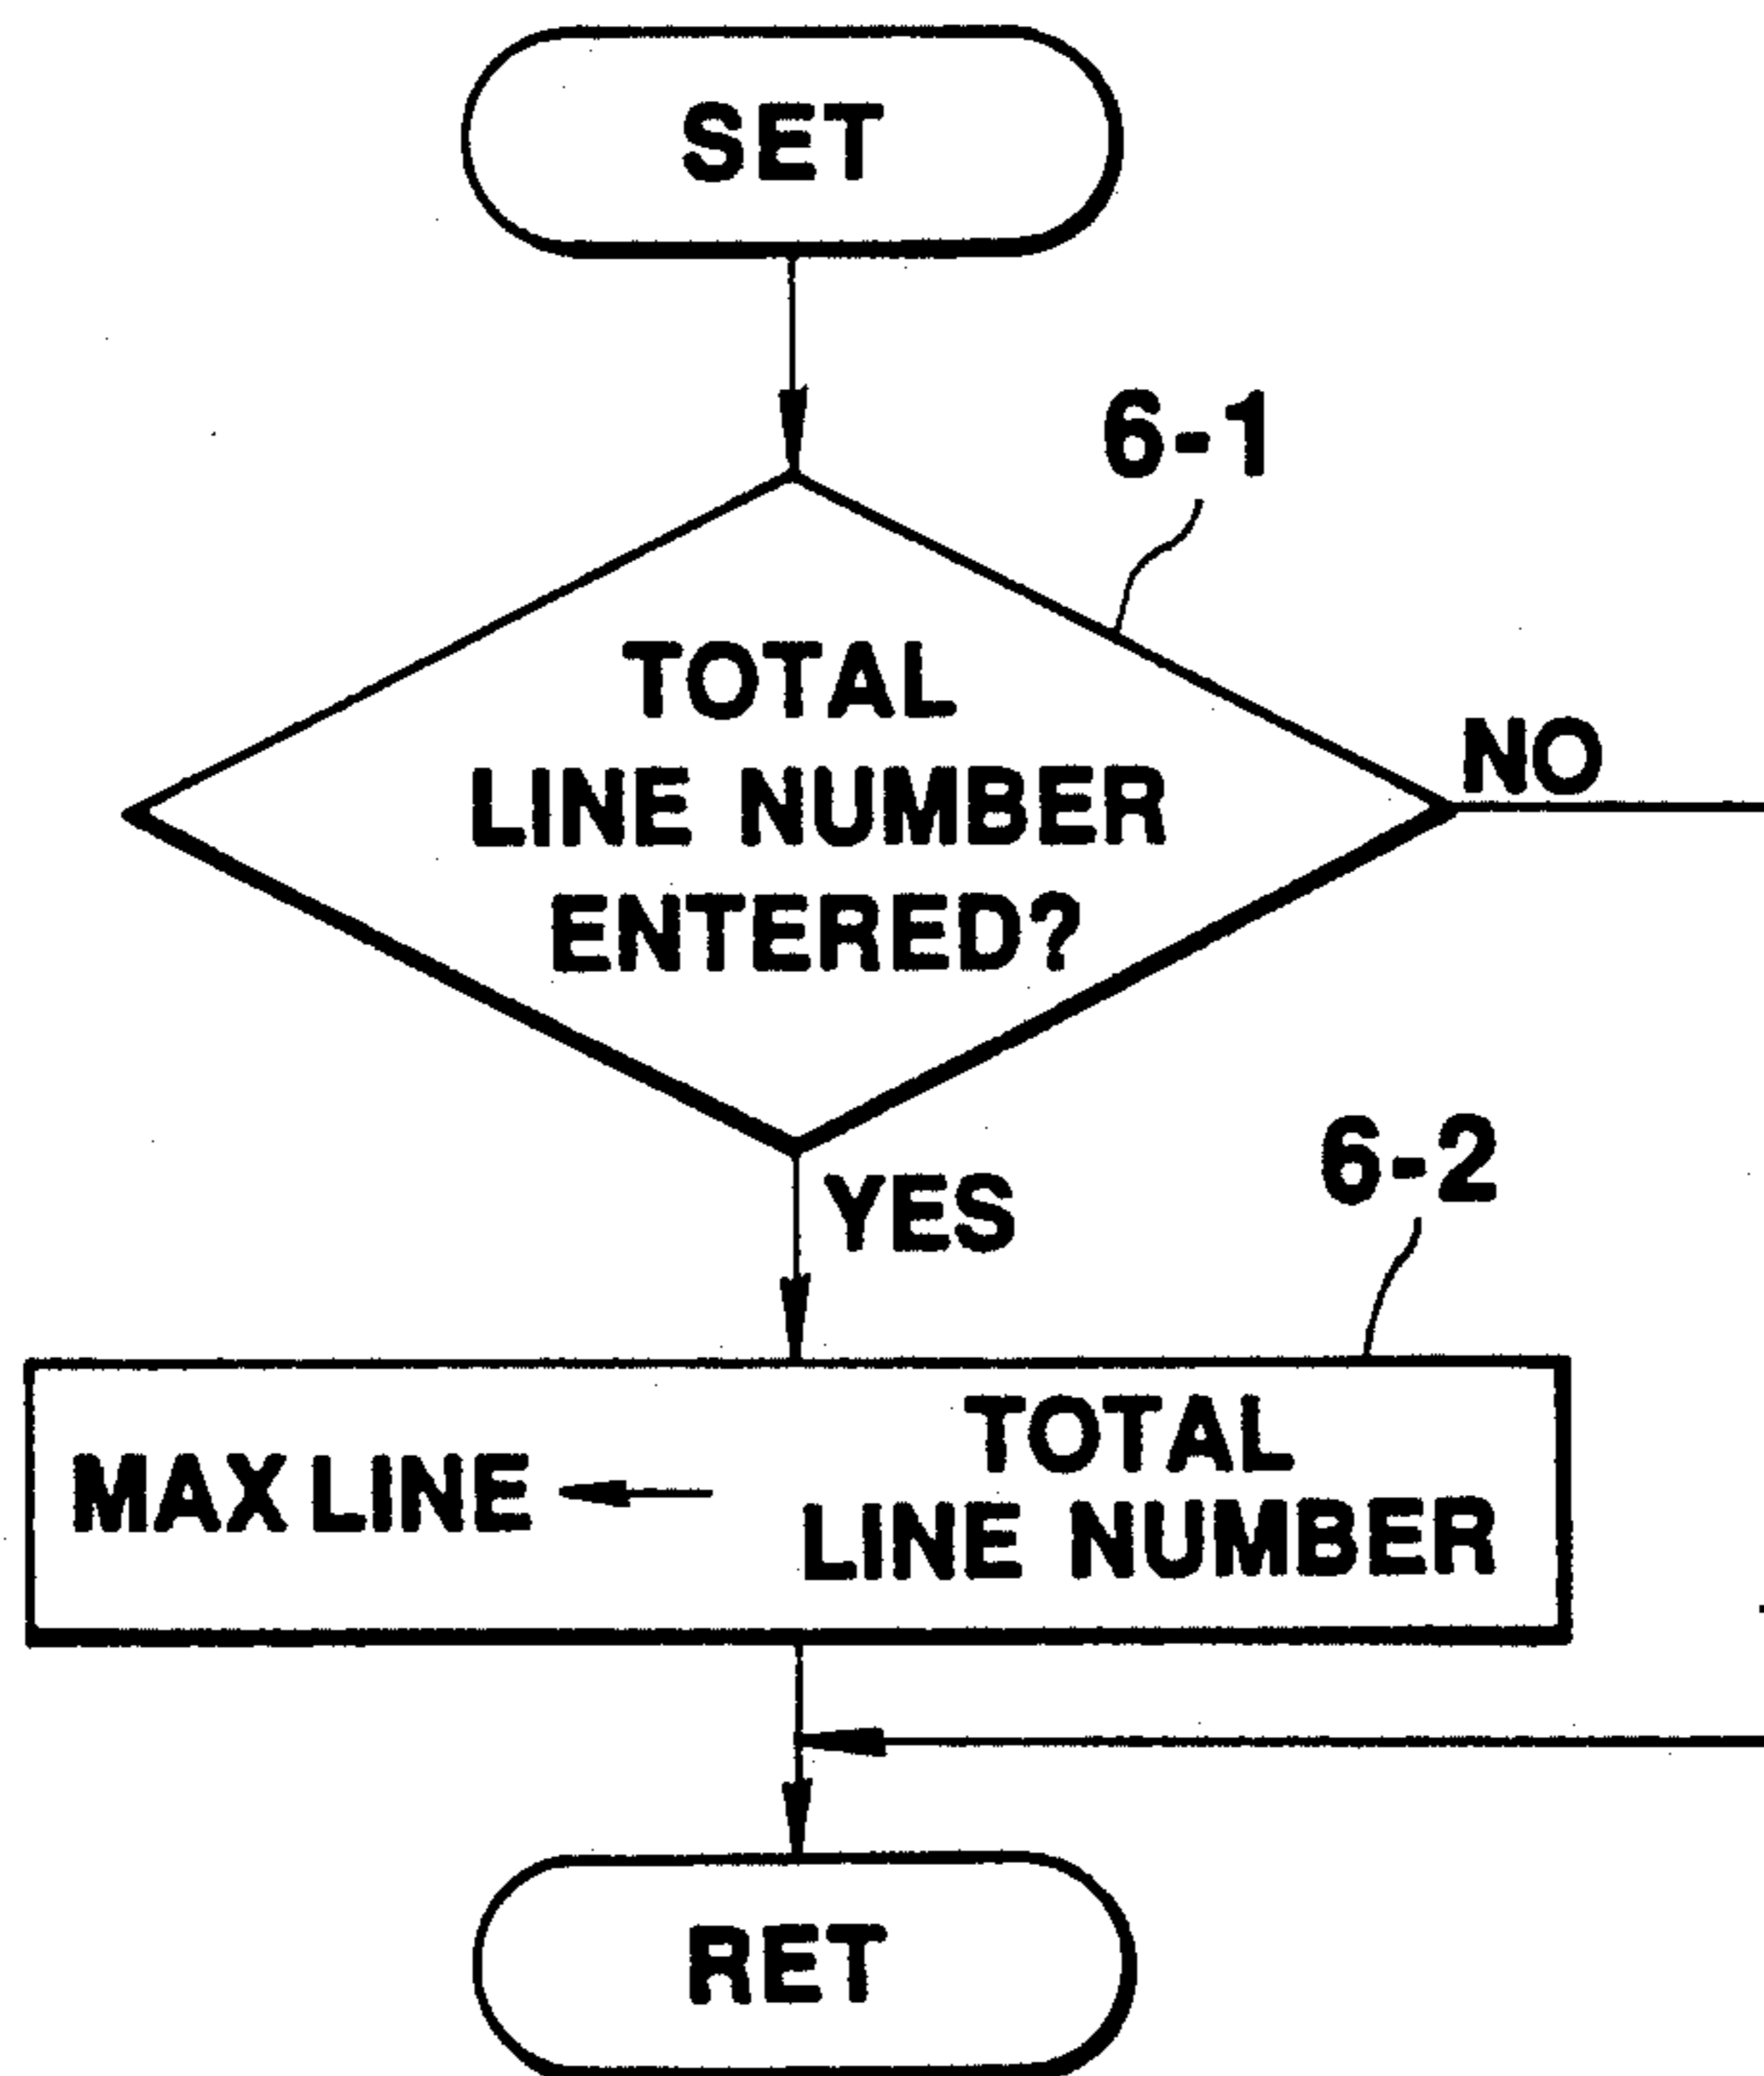 SET
6-1
TOTAL
LINE NUMBER
ENTERED?
NO
YES
6-2
MAX LINE ← TOTAL
LINE NUMBER
RET